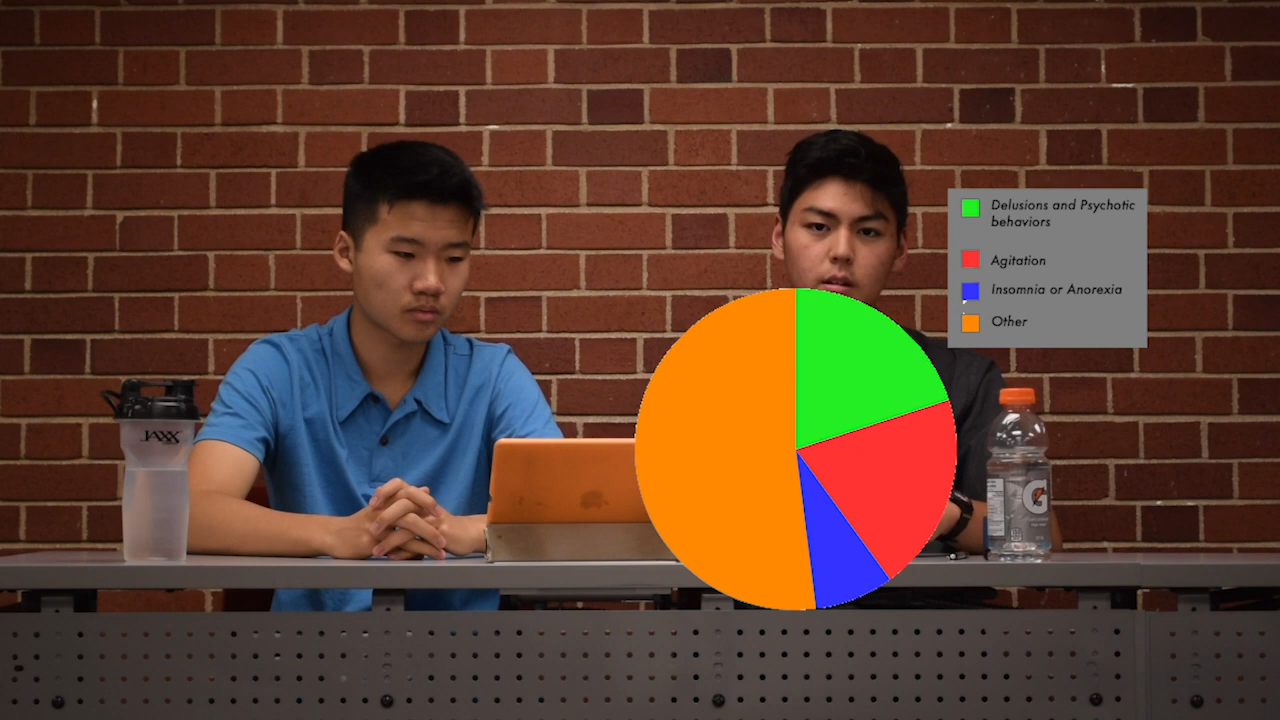 Delusions and Psychotic
behaviors
Agitation
Insomnia or Anorexia
Other
JAXX
G